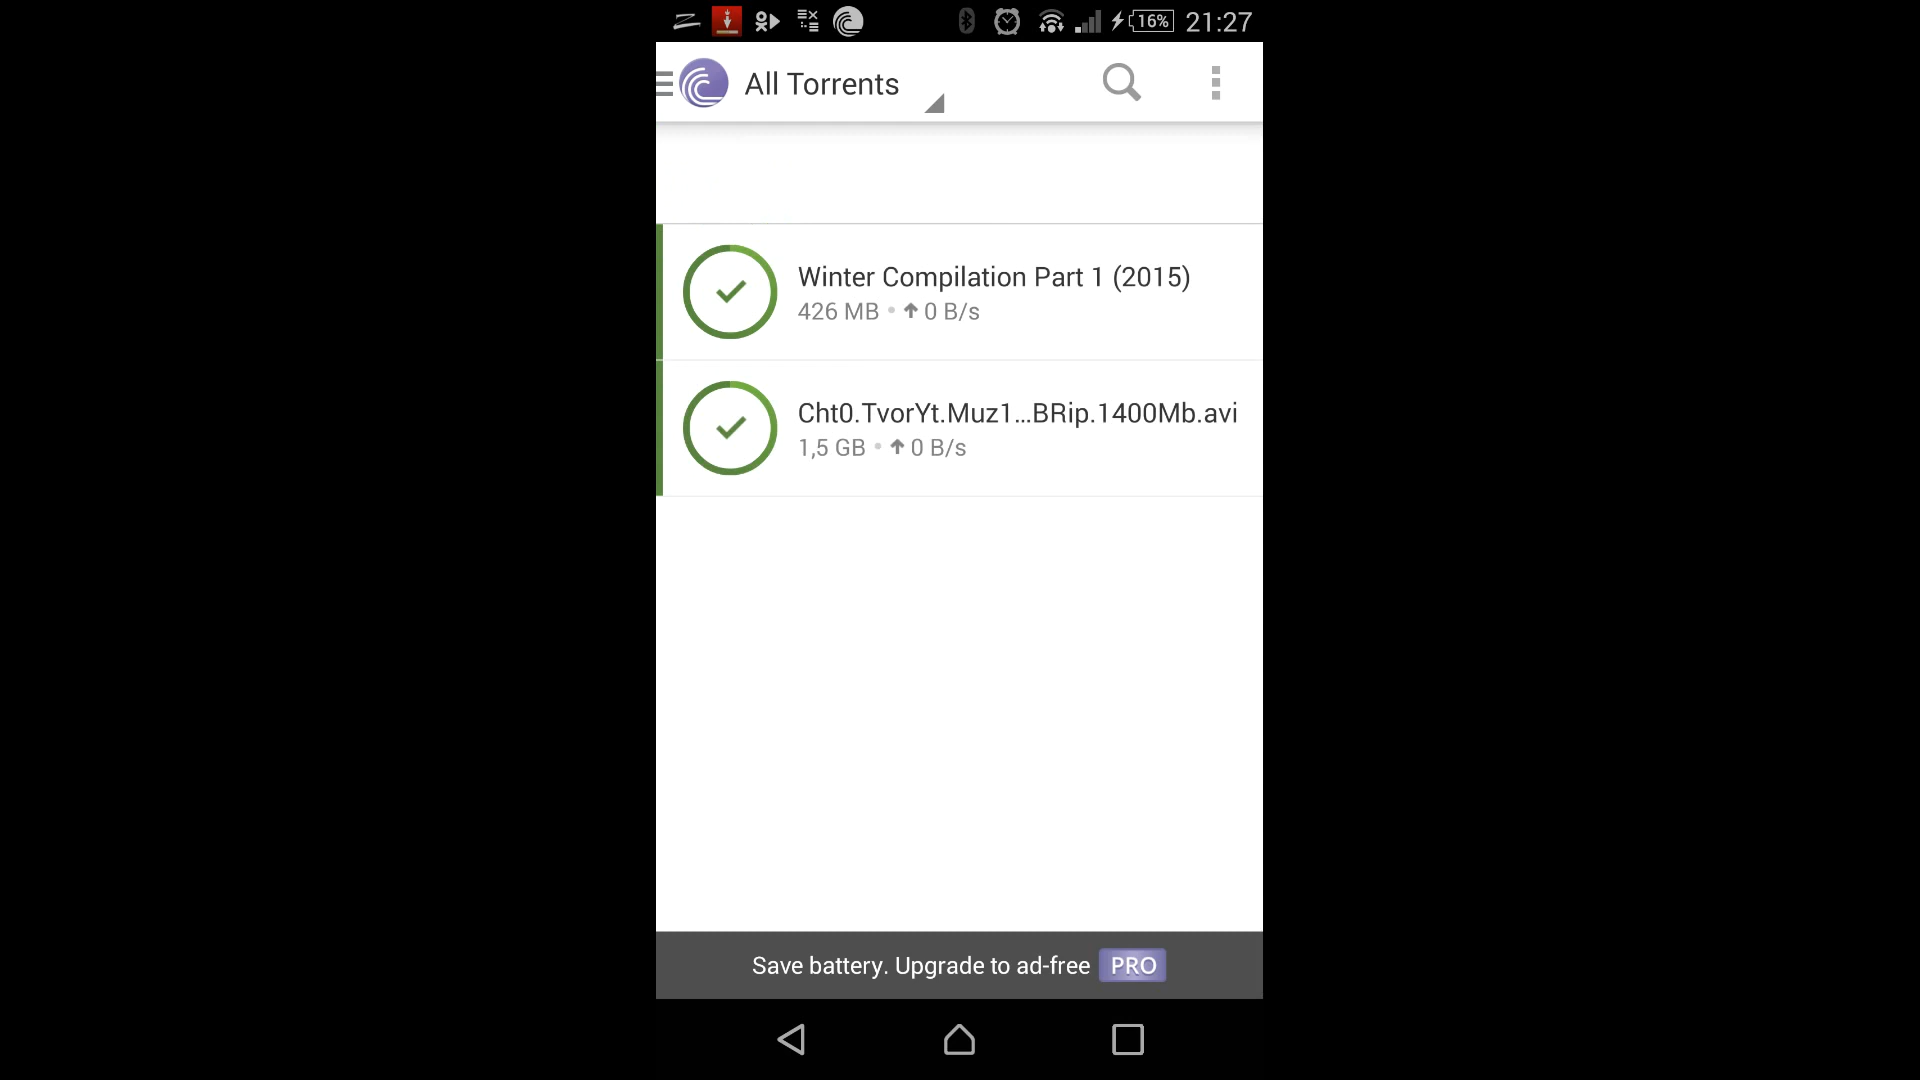 16% 21:27
All Torrents
Winter Compilation Part 1 (2015)
426 MB • ↑ 0 B/s
Cht0.TvorYt.Muz1...BRip.1400Mb.avi
1,5 GB • ↑ 0 B/s
Save battery. Upgrade to ad-free PRO